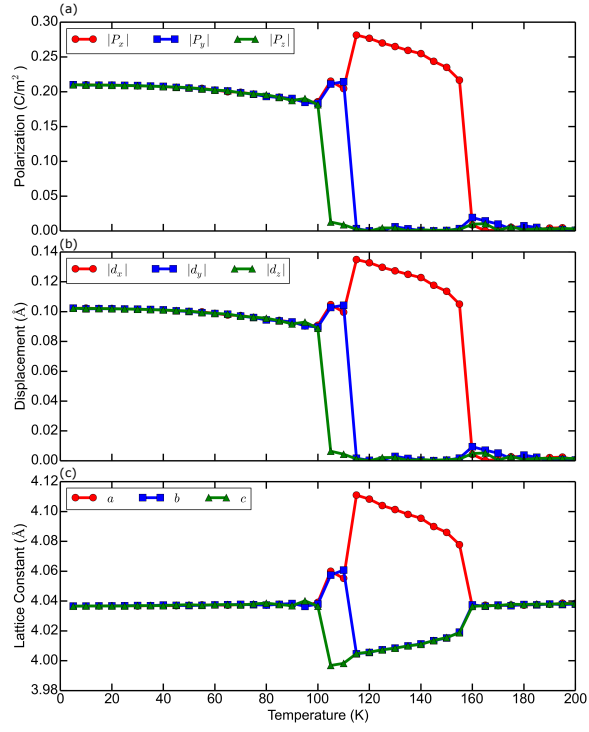 (a)
0.30
0.25
0.20
0.15
0.10
0.05
0.00
Polarization (C/m²)
|Pₓ| |P_y| |P_z|
(b)
0.14
0.12
0.10
0.08
0.06
0.04
0.02
0.00
Displacement (Å)
|dₓ| |d_y| |d_z|
(c)
4.12
4.10
4.08
4.06
4.04
4.02
4.00
3.98
Lattice Constant (Å)
a b c
0 20 40 60 80 100 120 140 160 180 200
Temperature (K)